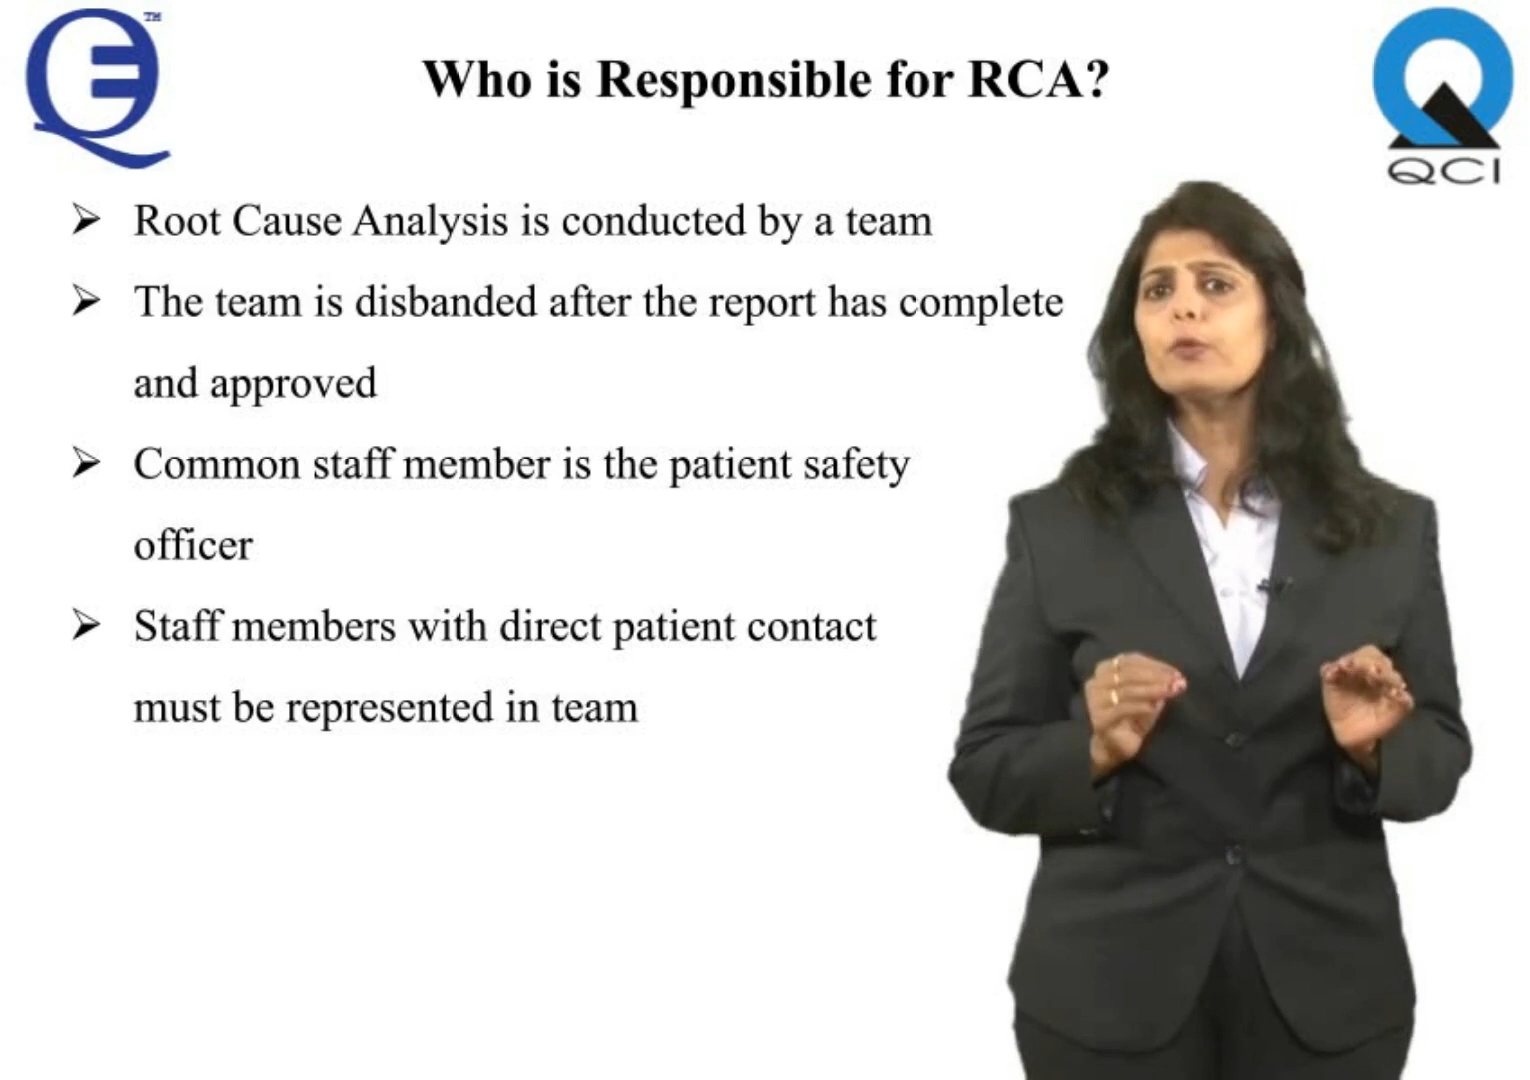 TM
Who is Responsible for RCA?
QCI
➢ Root Cause Analysis is conducted by a team
➢ The team is disbanded after the report has complete
and approved
➢ Common staff member is the patient safety
officer
➢ Staff members with direct patient contact
must be represented in team